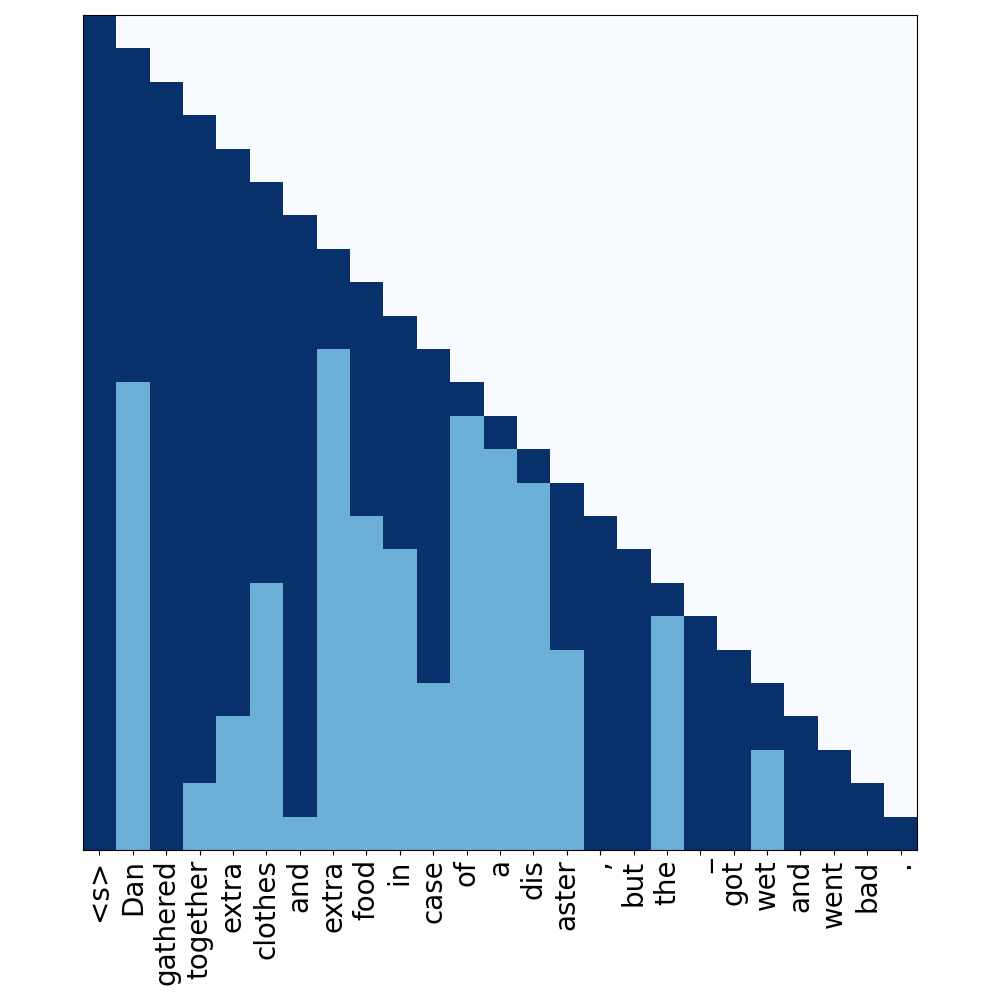 <s> Dan gathered together extra clothes and extra food in case of a dis aster , but the _ got wet and went bad .